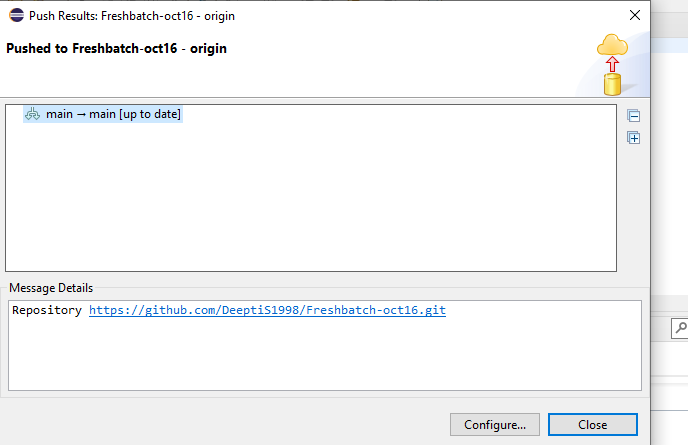 Push Results: Freshbatch-oct16 - origin
Pushed to Freshbatch-oct16 - origin
main → main [up to date]
Message Details
Repository https://github.com/DeeptiS1998/Freshbatch-oct16.git
Configure...
Close